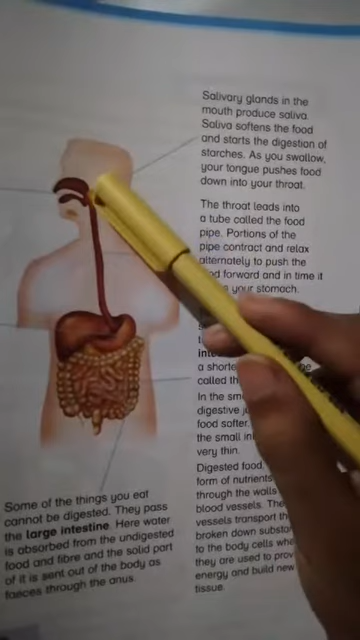 Salivary glands in the
mouth produce saliva.
Saliva softens the food
and starts the digestion of
starches. As you swallow,
your tongue pushes food
down into your throat.
The throat leads into
a tube called the food
pipe. Portions of the
pipe contract and relax
alternately to push the
forward and in time it
your stomach.
a shorte
called th
In the sm
digestive
food softer.
the small in
very thin.
Digested food,
form of nutrients
through the walls
blood vessels. The
vessels transport th
broken down substan
to the body cells whe
they are used to prov
energy and build new
tissue.
Some of the things you eat
cannot be digested. They pass
the large intestine. Here water
is absorbed from the undigested
food and fibre and the solid part
of it is sent out of the body as
faeces through the anus.